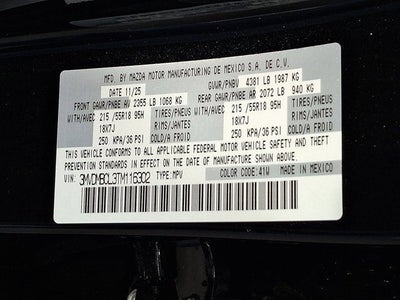 MFD. BY MAZDA MOTOR MANUFACTURING DE MEXICO S.A. DE C.V.
DATE 11/25 GVWR/PNBV 4381 LB 1987 KG
FRONT GAWR/PNBE AV 2355 LB 1068 KG REAR GAWR/PNBE AR 2072 LB 940 KG
WITH/AVEC 215 /55R18 95H TIRES/PNEUS WITH/AVEC 215 /55R18 95H TIRES/PNEUS
18X7J RIMS/JANTES 18X7J RIMS/JANTES
250 KPA/36 PSI COLD/A FROID 250 KPA/36 PSI COLD/A FROID
THIS VEHICLE CONFORMS TO ALL APPLICABLE FEDERAL MOTOR VEHICLE SAFETY AND THEFT
PREVENTION STANDARDS IN EFFECT ON THE DATE OF MANUFACTURE SHOWN ABOVE.
VIN: 3MVDMBCL3TM116302 TYPE: MPV COLOR CODE: 41W MADE IN MEXICO